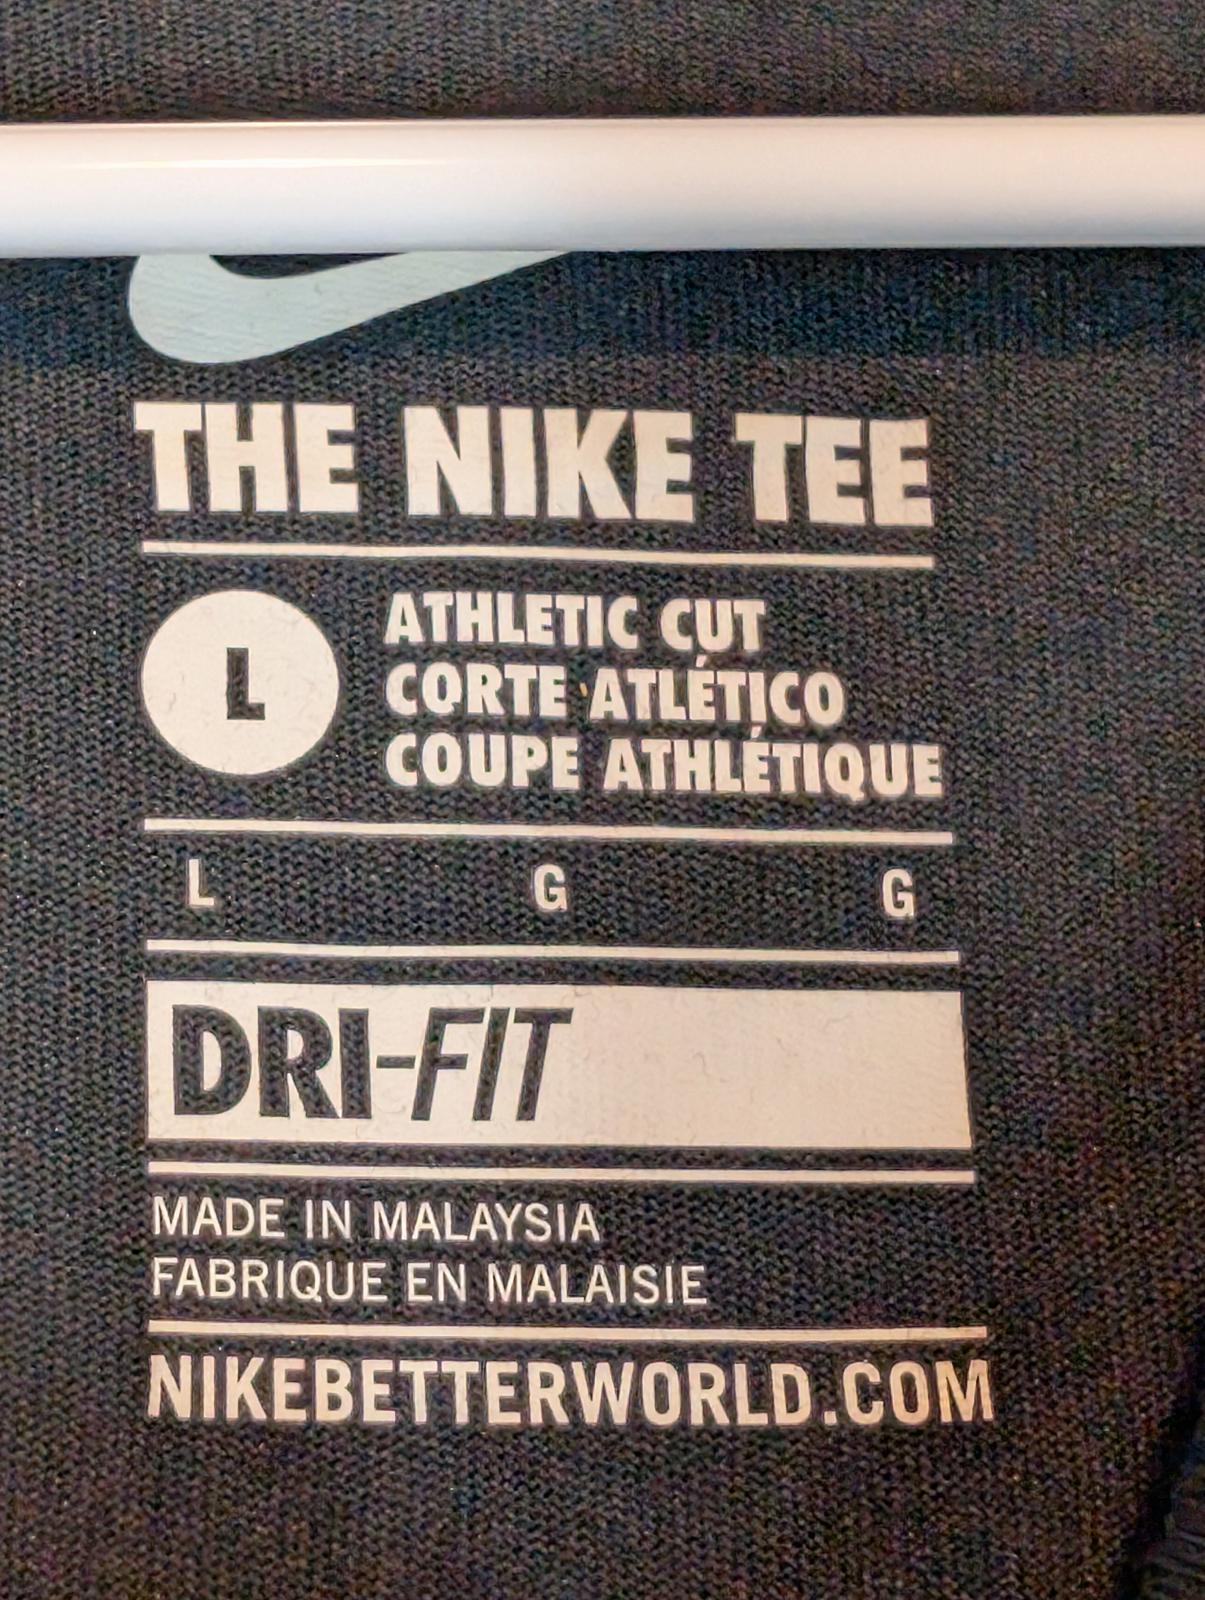 THE NIKE TEE
L
ATHLETIC CUT
CORTE ATLÉTICO
COUPE ATHLÉTIQUE
L G G
DRI-FIT
MADE IN MALAYSIA
FABRIQUE EN MALAISIE
NIKEBETTERWORLD.COM